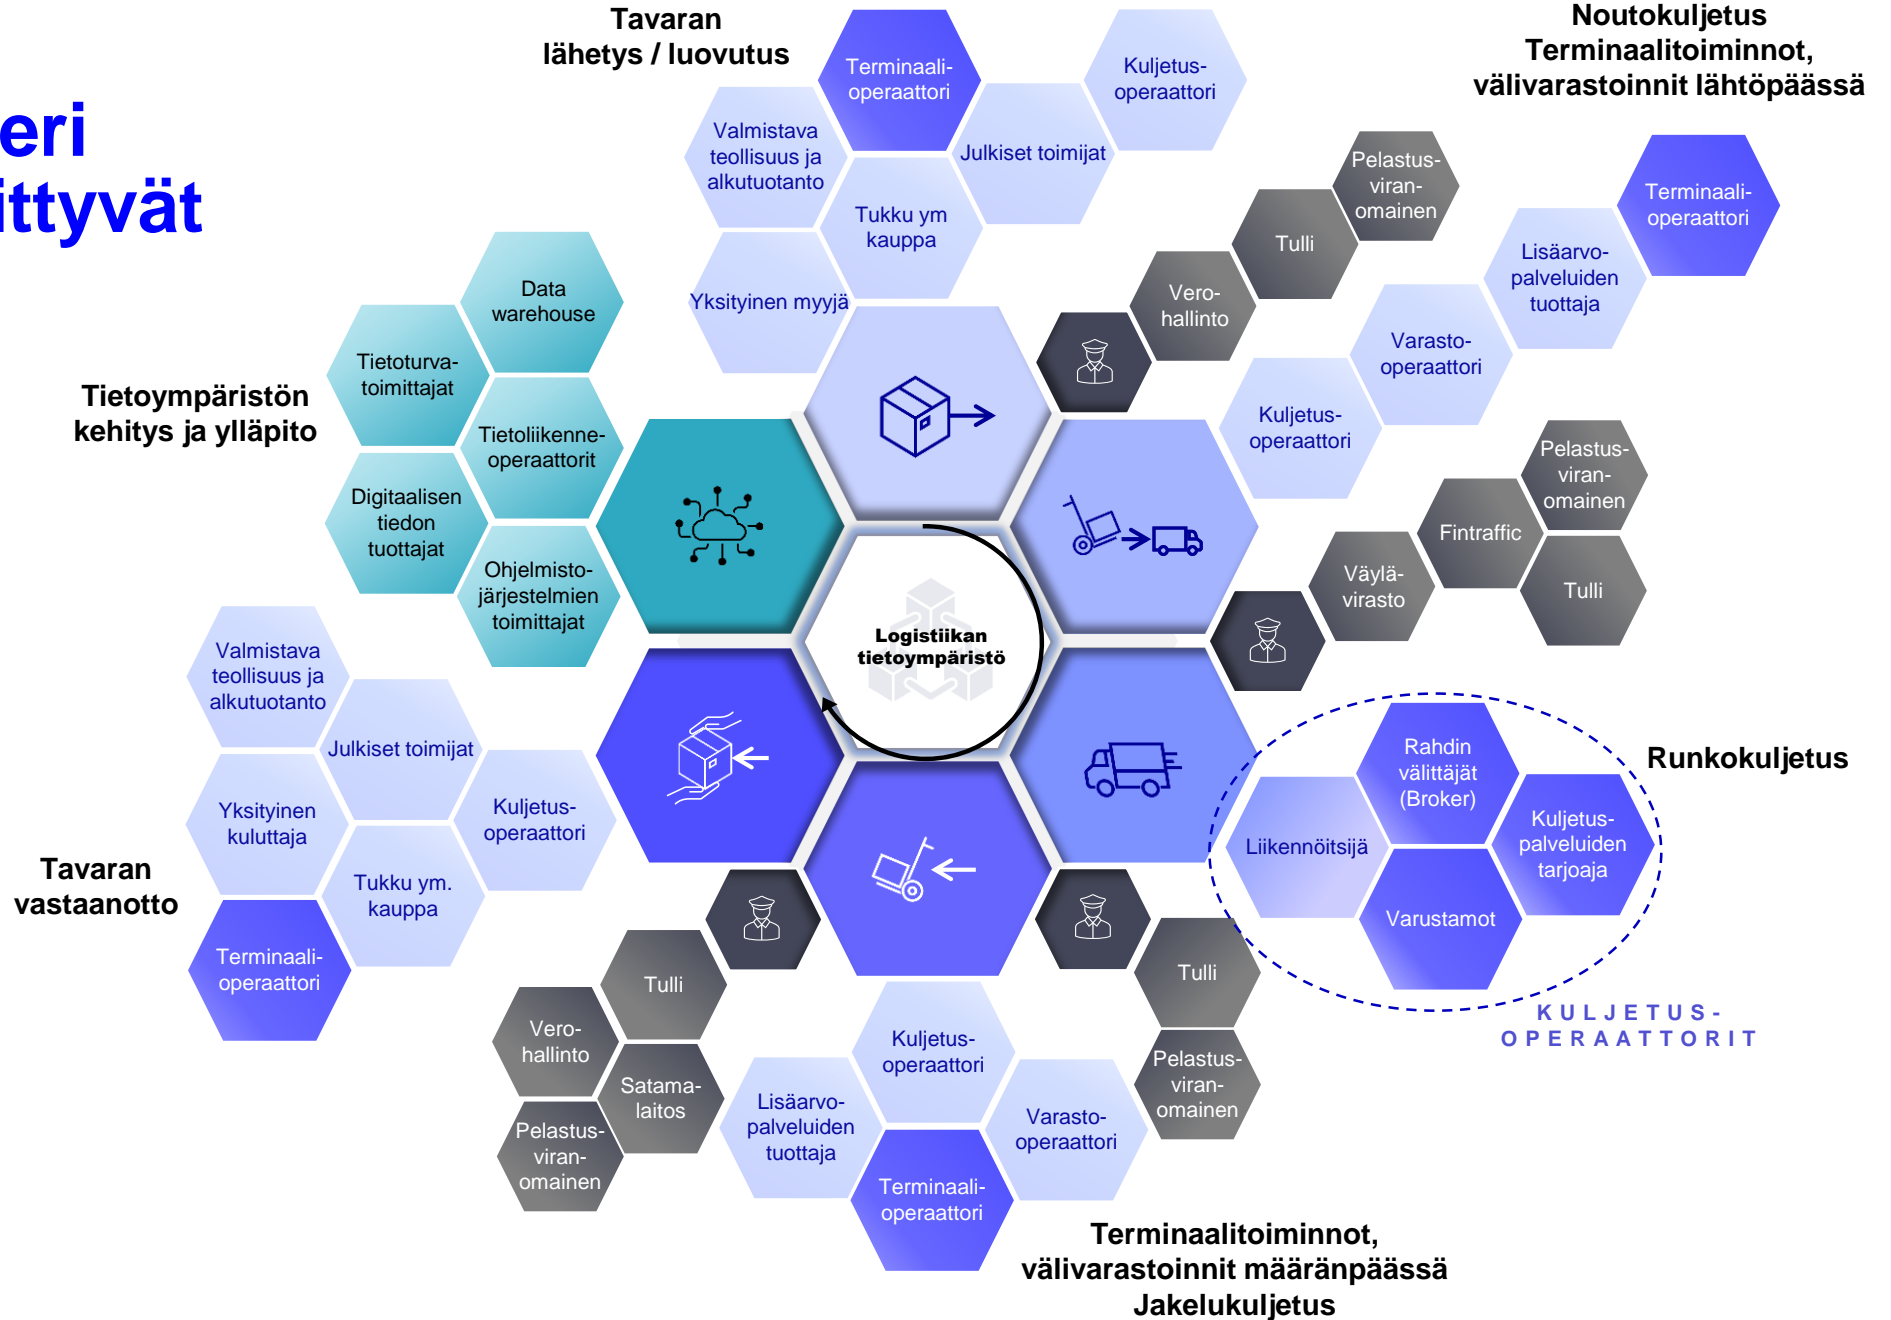 eri
ittyvät
Tavaran
lähetys / luovutus
Terminaali-
operaattori
Kuljetus-
operaattori
Valmistava
teollisuus ja
alkutuotanto
Julkiset toimijat
Tukku ym
kauppa
Yksityinen myyjä
Noutokuljetus
Terminaalitoiminnot,
välivarastoinnit lähtöpäässä
Pelastus-
viran-
omainen
Tulli
Vero-
hallinto
Terminaali-
operaattori
Lisäarvo-
palveluiden
tuottaja
Varasto-
operaattori
Kuljetus-
operaattori
Tietoympäristön
kehitys ja ylläpito
Data
warehouse
Tietoturva-
toimittajat
Tietoliikenne-
operaattorit
Digitaalisen
tiedon
tuottajat
Ohjelmisto-
järjestelmien
toimittajat
Logistiikan
tietoympäristö
Pelastus-
viran-
omainen
Fintraffic
Väylä-
virasto
Tulli
Runkokuljetus
Rahdin
välittäjät
(Broker)
Liikennöitsijä
Kuljetus-
palveluiden
tarjoaja
Varustamot
KULJETUS-
OPERAATTORIT
Tavaran
vastaanotto
Valmistava
teollisuus ja
alkutuotanto
Julkiset toimijat
Yksityinen
kuluttaja
Kuljetus-
operaattori
Tukku ym.
kauppa
Terminaali-
operaattori
Tulli
Vero-
hallinto
Satama-
laitos
Pelastus-
viran-
omainen
Tulli
Pelastus-
viran-
omainen
Kuljetus-
operaattori
Lisäarvo-
palveluiden
tuottaja
Varasto-
operaattori
Terminaali-
operaattori
Terminaalitoiminnot,
välivarastoinnit määränpäässä
Jakelukuljetus